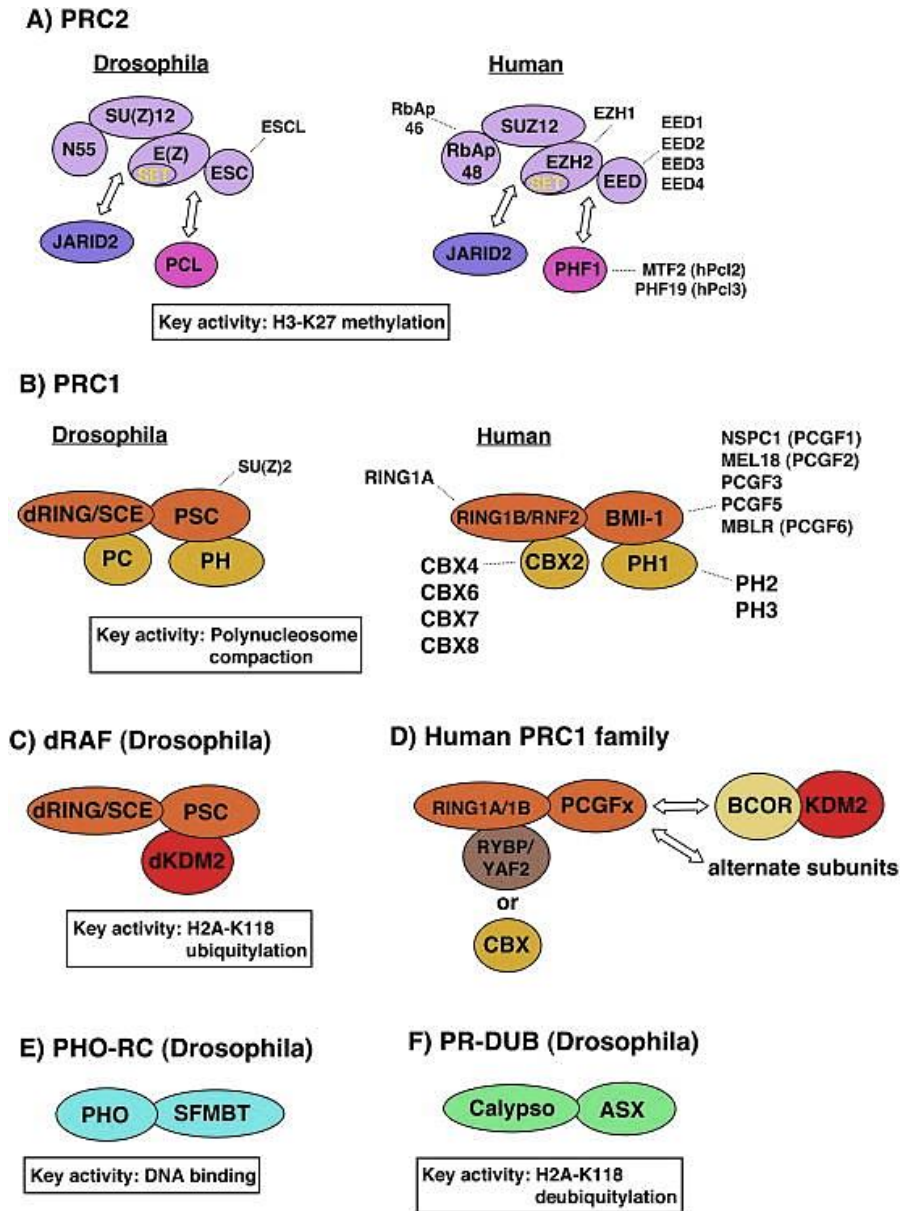 A) PRC2
Drosophila
Human
SU(Z)12
N55
E(Z)
SET
ESC
ESCL
JARID2
PCL
RbAp
46
SUZ12
EZH1
RbAp
48
EZH2
SET
EED
EED1
EED2
EED3
EED4
JARID2
PHF1
MTF2 (hPcl2)
PHF19 (hPcl3)
Key activity: H3-K27 methylation
B) PRC1
Drosophila
Human
SU(Z)2
dRING/SCE
PSC
PC
PH
RING1A
RING1B/RNF2
BMI-1
NSPC1 (PCGF1)
MEL18 (PCGF2)
PCGF3
PCGF5
MBLR (PCGF6)
CBX2
PH1
CBX4
CBX6
CBX7
CBX8
PH2
PH3
Key activity: Polynucleosome
compaction
C) dRAF (Drosophila)
dRING/SCE
PSC
dKDM2
Key activity: H2A-K118
ubiquitylation
D) Human PRC1 family
RING1A/1B
PCGFx
BCOR
KDM2
RYBP/
YAF2
alternate subunits
or
CBX
E) PHO-RC (Drosophila)
PHO
SFMBT
Key activity: DNA binding
F) PR-DUB (Drosophila)
Calypso
ASX
Key activity: H2A-K118
deubiquitylation